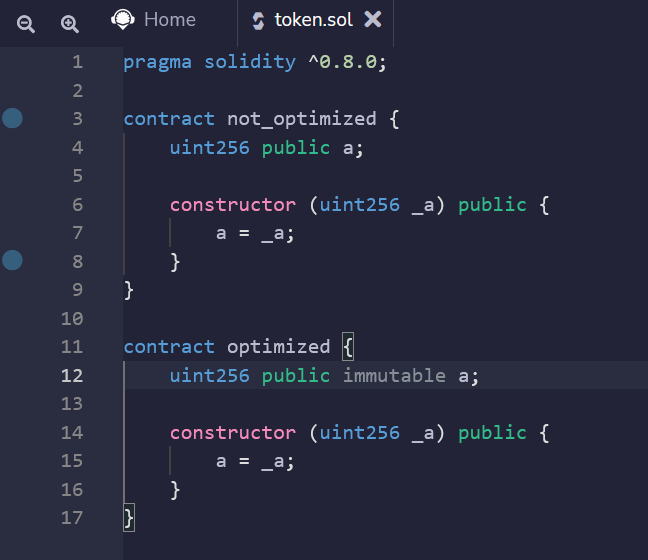 Home token.sol
1 pragma solidity ^0.8.0;
2
3 contract not_optimized {
4 uint256 public a;
5
6 constructor (uint256 _a) public {
7 a = _a;
8 }
9 }
10
11 contract optimized {
12 uint256 public immutable a;
13
14 constructor (uint256 _a) public {
15 a = _a;
16 }
17 }